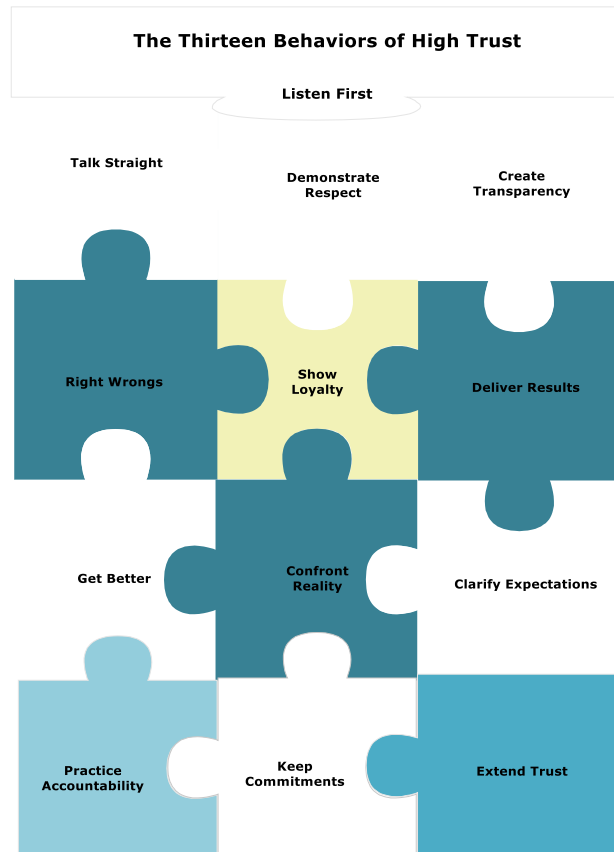 The Thirteen Behaviors of High Trust
Listen First
Talk Straight
Demonstrate
Respect
Create
Transparency
Right Wrongs
Show
Loyalty
Deliver Results
Get Better
Confront
Reality
Clarify Expectations
Practice
Accountability
Keep
Commitments
Extend Trust